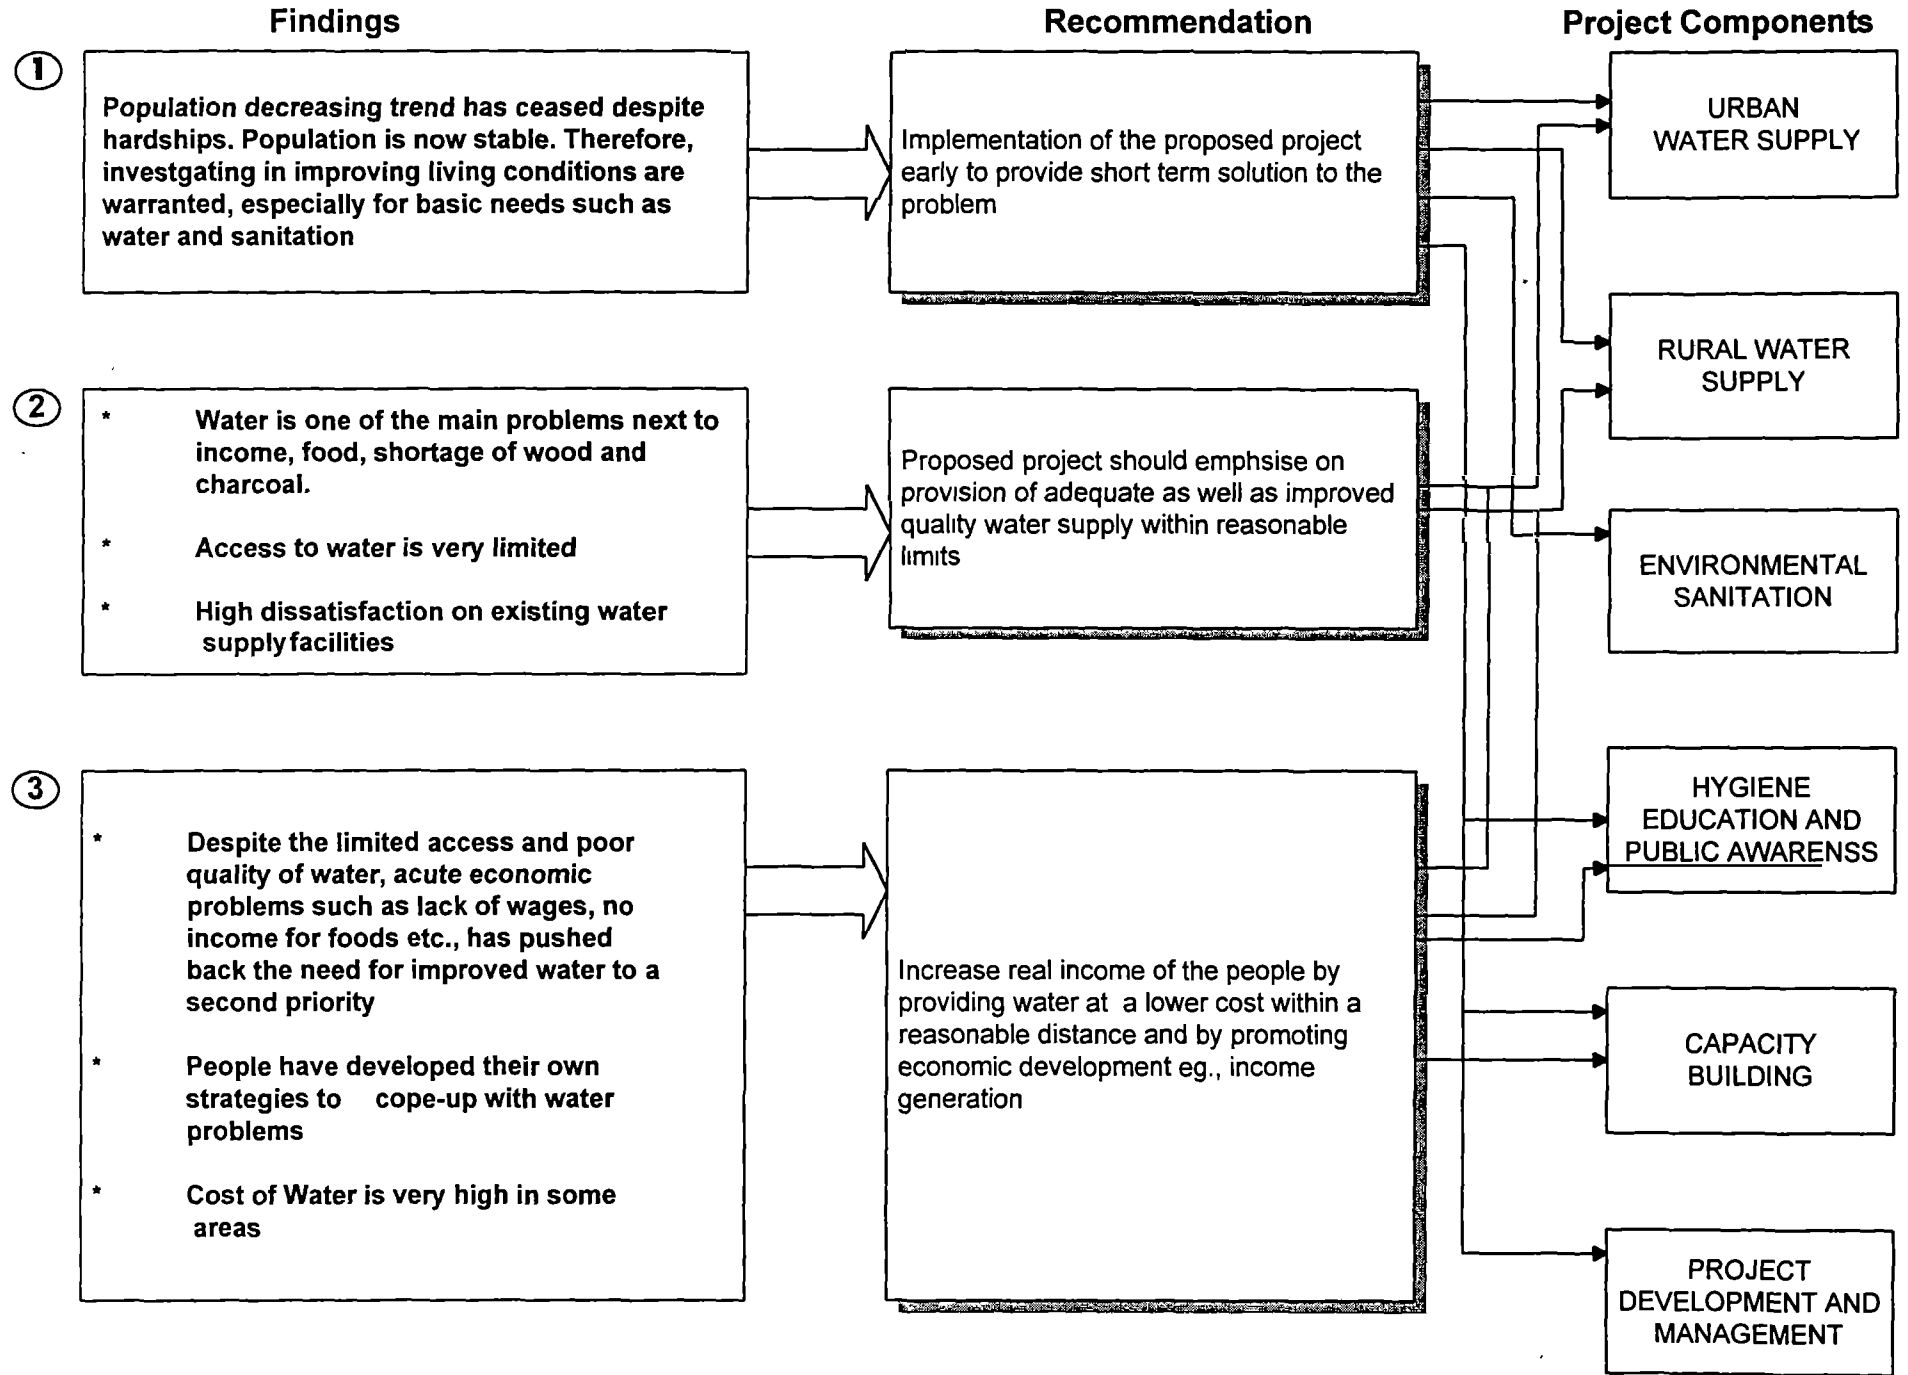 Findings
Recommendation
Project Components
1
Population decreasing trend has ceased despite
hardships. Population is now stable. Therefore,
investgating in improving living conditions are
warranted, especially for basic needs such as
water and sanitation
Implementation of the proposed project
early to provide short term solution to the
problem
URBAN
WATER SUPPLY
RURAL WATER
SUPPLY
2
* Water is one of the main problems next to
income, food, shortage of wood and
charcoal.
* Access to water is very limited
* High dissatisfaction on existing water
supply facilities
Proposed project should emphsise on
provision of adequate as well as improved
quality water supply within reasonable
limits
ENVIRONMENTAL
SANITATION
3
* Despite the limited access and poor
quality of water, acute economic
problems such as lack of wages, no
income for foods etc., has pushed
back the need for improved water to a
second priority
* People have developed their own
strategies to cope-up with water
problems
* Cost of Water is very high in some
areas
Increase real income of the people by
providing water at a lower cost within a
reasonable distance and by promoting
economic development eg., income
generation
HYGIENE
EDUCATION AND
PUBLIC AWARENSS
CAPACITY
BUILDING
PROJECT
DEVELOPMENT AND
MANAGEMENT